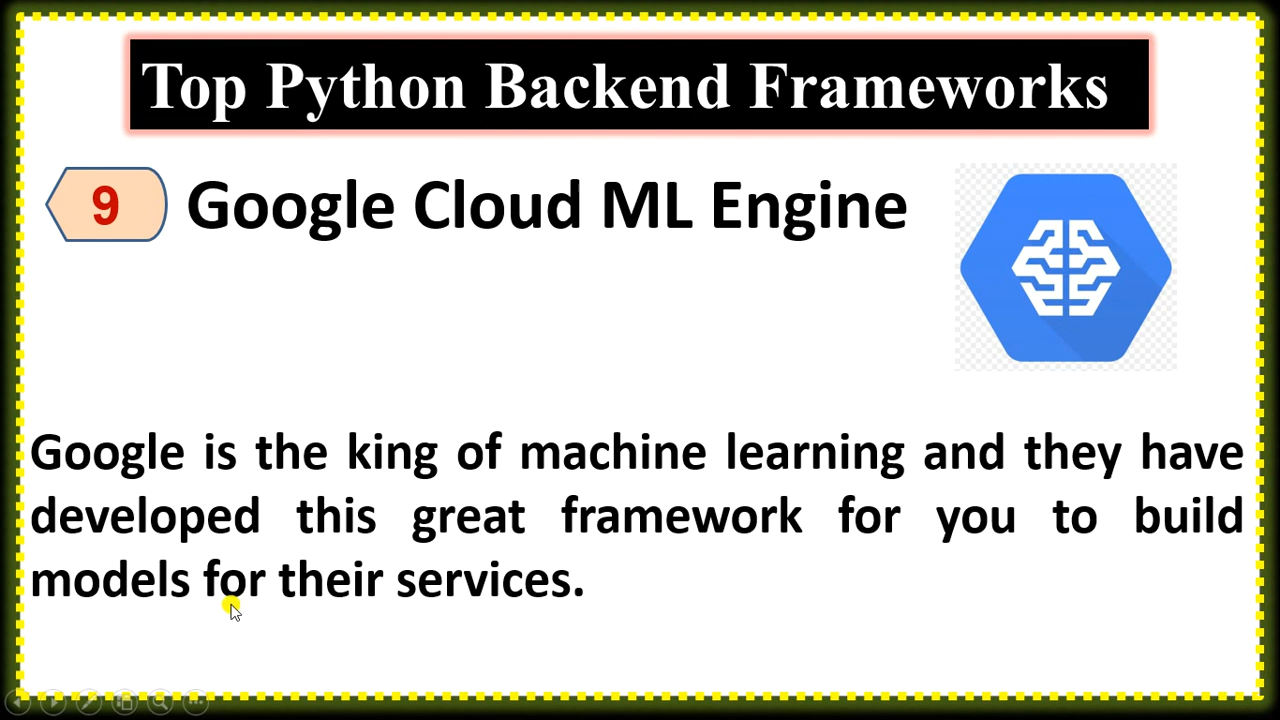 Top Python Backend Frameworks
9 Google Cloud ML Engine
Google is the king of machine learning and they have
developed this great framework for you to build
models for their services.